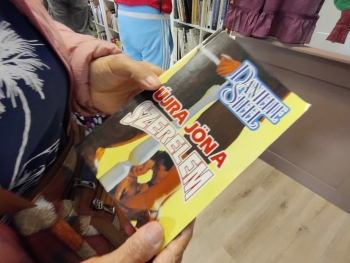 DANIELLE
STEEL
ÚJRA JÖN A
SZERELEM